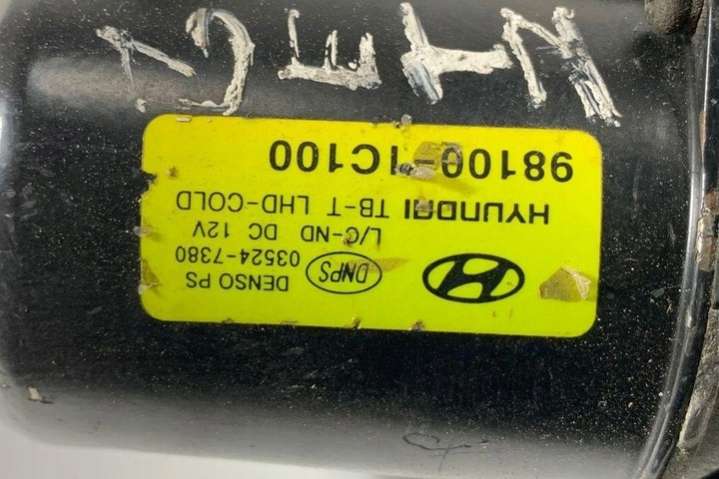 DENSO PS
DNPS 03524-7380
L/C-ND DC 12V
HYUNDAI TB-T LHD-COLD
98100-1C100